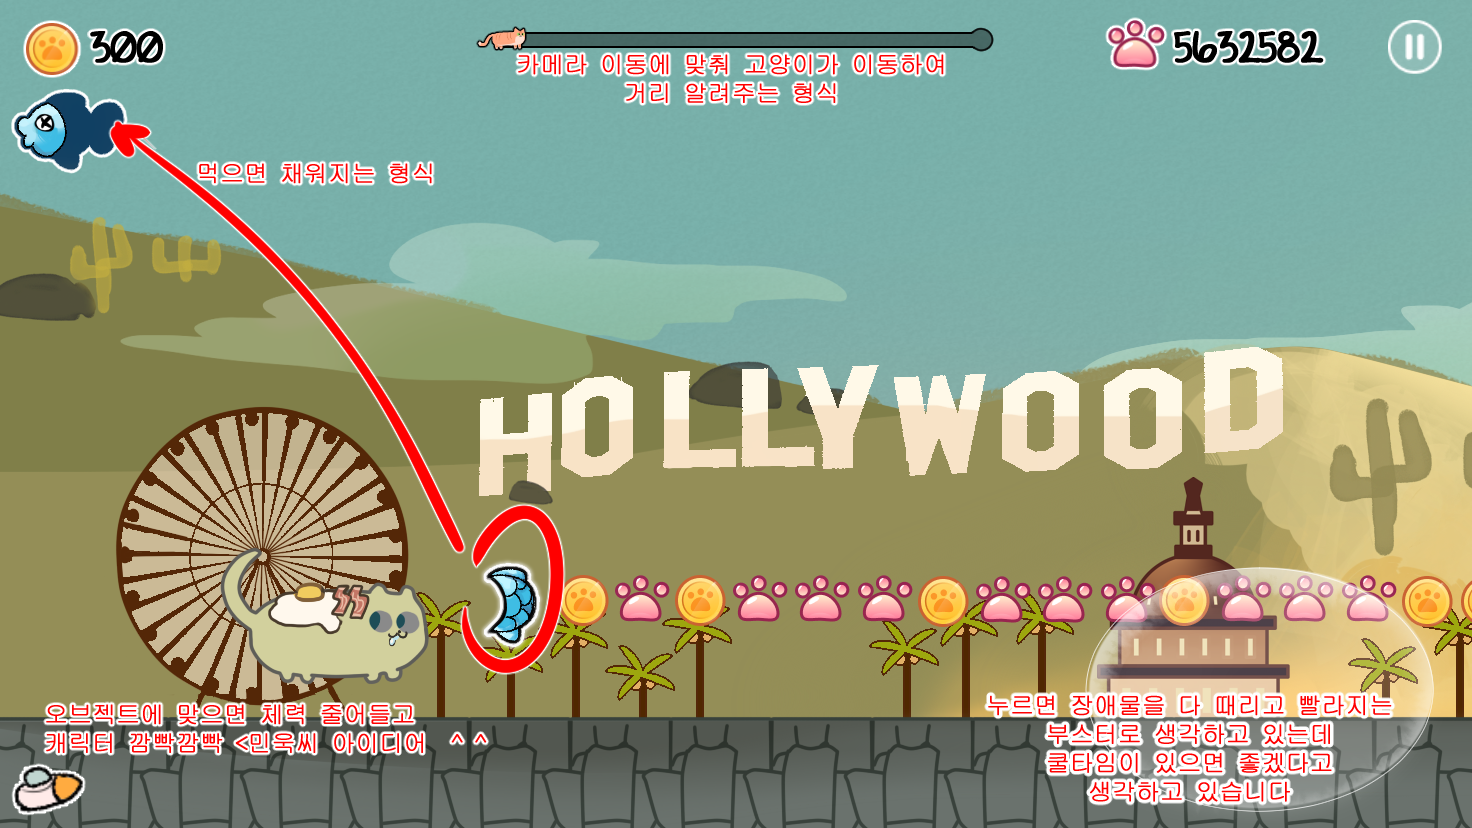 300
5632582
카메라 이동에 맞춰 고양이가 이동하여
거리 알려주는 형식
먹으면 채워지는 형식
HOLLYWOOD
오브젝트에 맞으면 체력 줄어들고
캐릭터 깜빡깜빡 <민욱씨 아이디어 ^^
누르면 장애물을 다 때리고 빨라지는
부스터로 생각하고 있는데
쿨타임이 있으면 좋겠다고
생각하고 있습니다